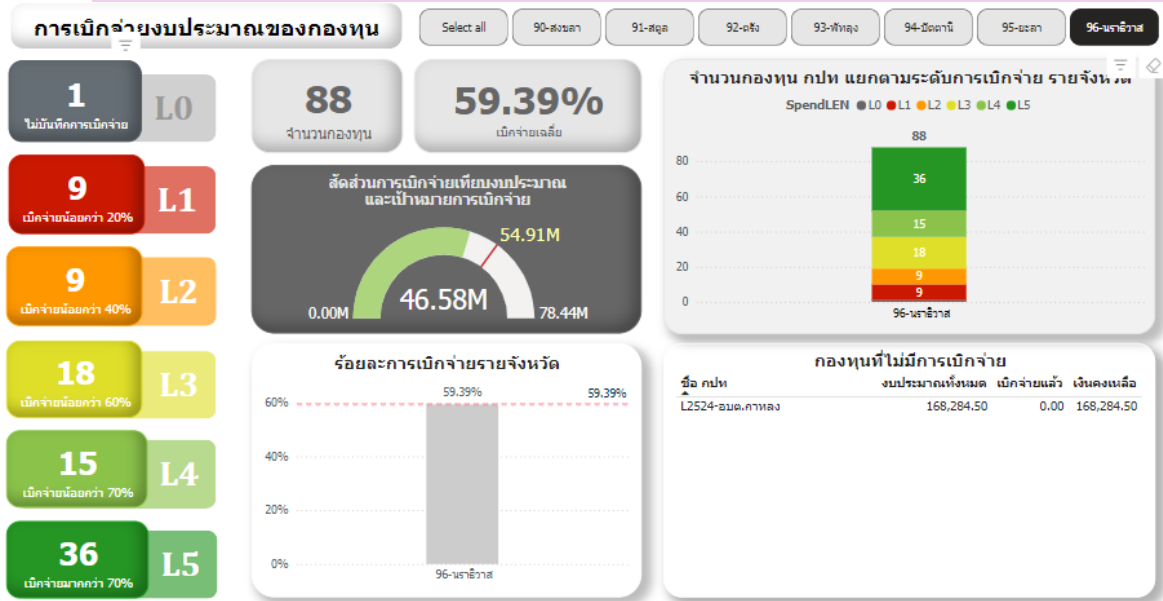 การเบิกจ่ายงบประมาณของกองทุน
Select all
90-สงขลา
91-สตูล
92-ตรัง
93-พัทลุง
94-ปัตตานี
95-ยะลา
96-นราธิวาส
1
ไม่บันทึกการเบิกจ่าย
L0
9
เบิกจ่ายน้อยกว่า 20%
L1
9
เบิกจ่ายน้อยกว่า 40%
L2
18
เบิกจ่ายน้อยกว่า 60%
L3
15
เบิกจ่ายน้อยกว่า 70%
L4
36
เบิกจ่ายมากกว่า 70%
L5
88
จำนวนกองทุน
59.39%
เบิกจ่ายเฉลี่ย
สัดส่วนการเบิกจ่ายเทียบงบประมาณ
และเป้าหมายการเบิกจ่าย
54.91M
46.58M
0.00M
78.44M
จำนวนกองทุน กปท แยกตามระดับการเบิกจ่าย รายจังหวัด
SpendLEN L0 L1 L2 L3 L4 L5
88
80
60
40
20
0
36
15
18
9
9
96-นราธิวาส
ร้อยละการเบิกจ่ายรายจังหวัด
59.39%
59.39%
60%
40%
20%
0%
96-นราธิวาส
กองทุนที่ไม่มีการเบิกจ่าย
ชื่อ กปท งบประมาณทั้งหมด เบิกจ่ายแล้ว เงินคงเหลือ
L2524-อบต.กาหลง 168,284.50 0.00 168,284.50